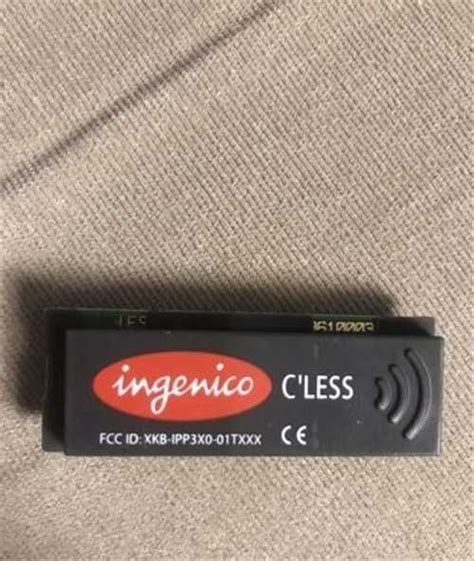 ingenico C'LESS
FCC ID: XKB-IPP3X0-01TXXX CE